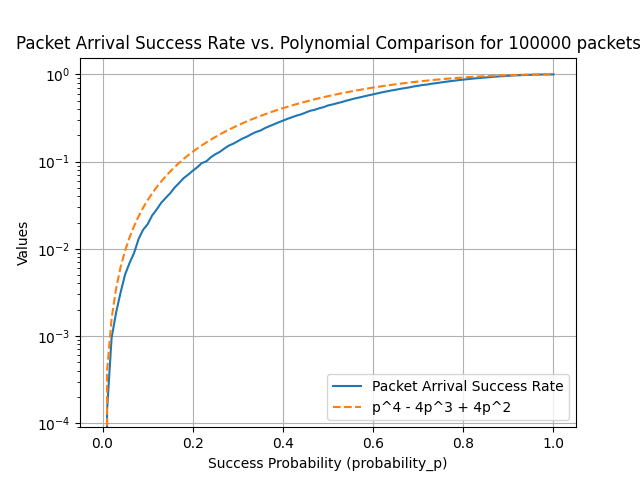 Packet Arrival Success Rate vs. Polynomial Comparison for 100000 packets
10^0
10^-1
10^-2
10^-3
10^-4
Values
Packet Arrival Success Rate
p^4 - 4p^3 + 4p^2
0.0 0.2 0.4 0.6 0.8 1.0
Success Probability (probability_p)